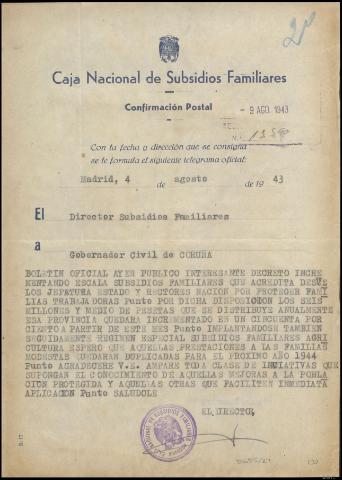 2º
Caja Nacional de Subsidios Familiares
Confirmación Postal
- 9 AGO. 1943
Con la fecha o dirección que se consigna
se le formula el siguiente telegrama oficial:
Madrid, 4 de agosto de 1943
El Director Subsidios Familiares
a Gobernador Civil de CORUÑA
BOLETIN OFICIAL AYER PUBLICO INTERESANTE DECRETO INCRE
MENTANDO ESCALA SUBSIDIOS FAMILIARES QUE ACREDITA DESVE
LOS JEFATURA ESTADO Y RECTORES NACION POR PROTEGER FAMI
LIAS TRABAJADORAS Punto POR DICHA DISPOSICION LOS SEIS
MILLONES Y MEDIO DE PESETAS QUE SE DISTRIBUYE ANUALMENTE
ESA PROVINCIA QUEDARA INCREMENTADO EN UN CINCUENTA POR
CIENTO A PARTIR DE ESTE MES Punto IMPLANTANDOSE TAMBIEN
SEGUIDAMENTE REGIMEN ESPECIAL SUBSIDIOS FAMILIARES AGRI
CULTURA ESPERO QUE AQUELLAS PRESTACIONES A LAS FAMILIAS
MODESTAS QUEDARAN DUPLICADAS PARA EL PROXIMO AÑO 1944
Punto AGRADECERE V.E. AMPARE TODA CLASE DE INCIATIVAS QUE
SUPONGAN EL CONOCIMIENTO DE AQUELLAS MEJORAS A LA POBLA
CION PROTEGIDA Y AQUELLAS OTRAS QUE FACILITEN INMEDIATA
APLICACION Punto SALUDOLE
EL DIRECTOR,